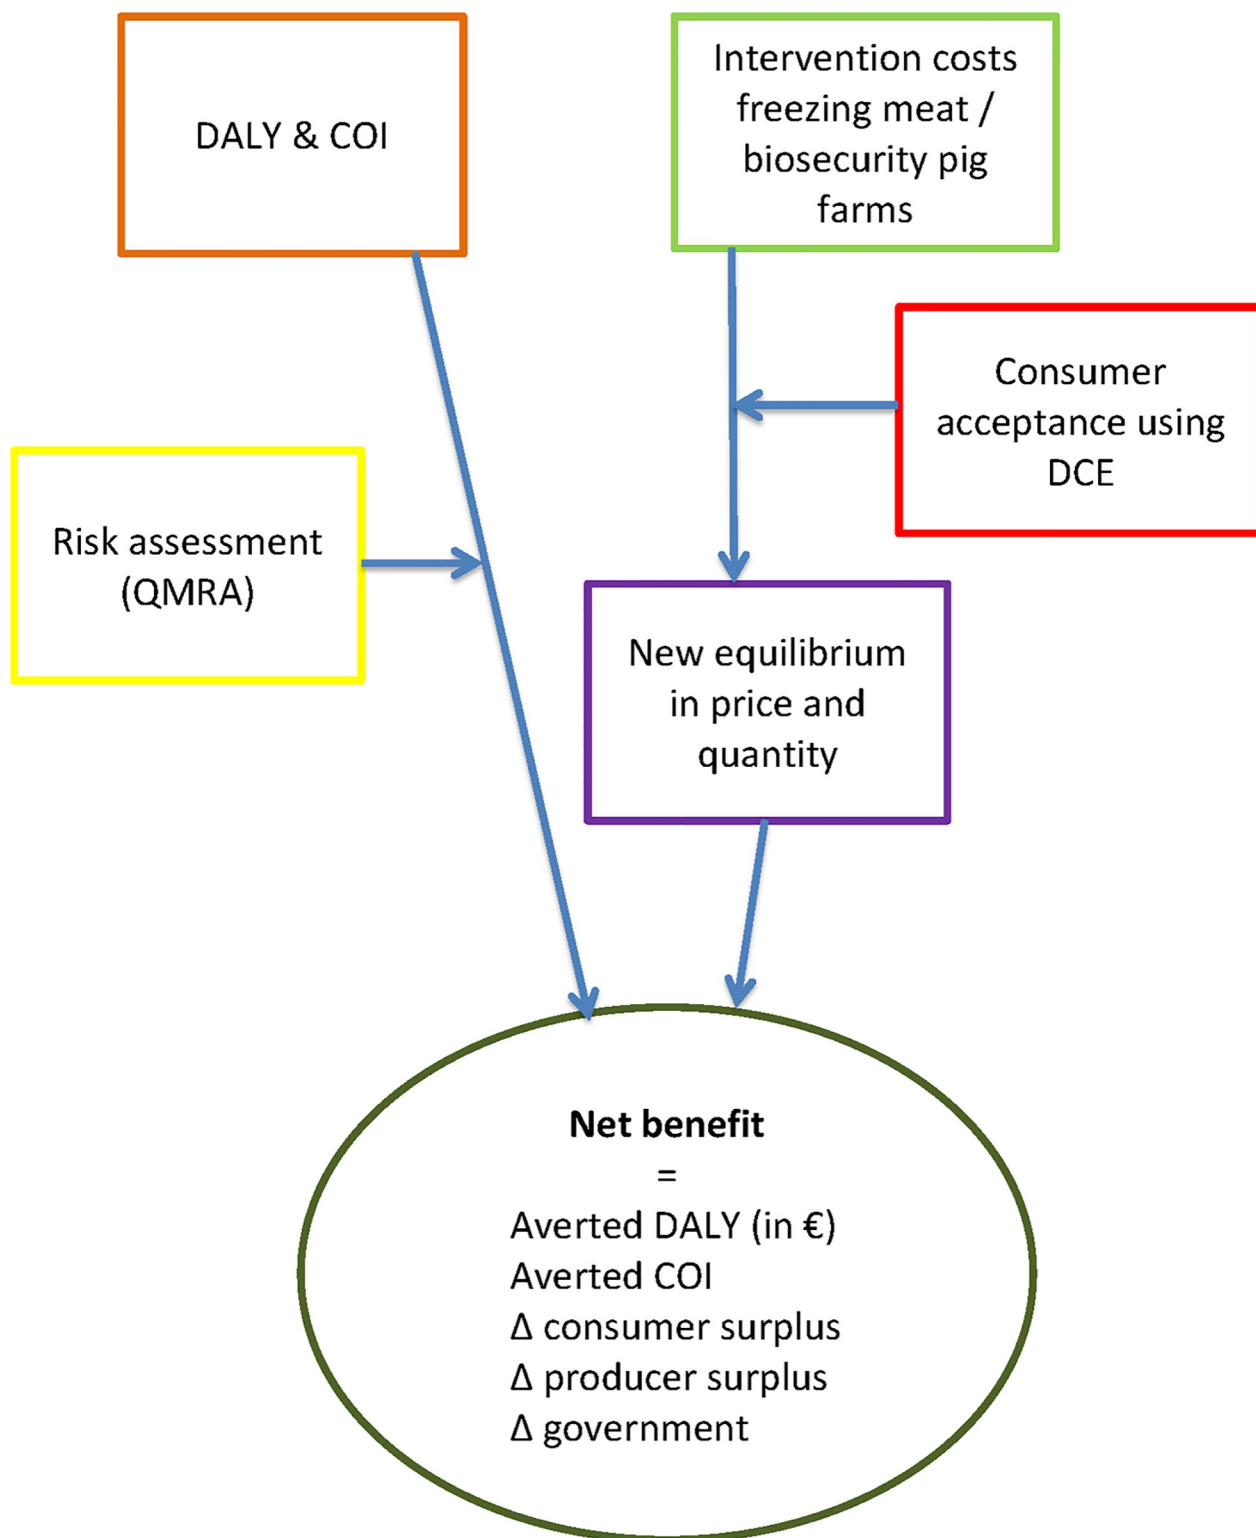 DALY & COI
Intervention costs
freezing meat /
biosecurity pig
farms
Consumer
acceptance using
DCE
Risk assessment
(QMRA)
New equilibrium
in price and
quantity
Net benefit
=
Averted DALY (in €)
Averted COI
Δ consumer surplus
Δ producer surplus
Δ government